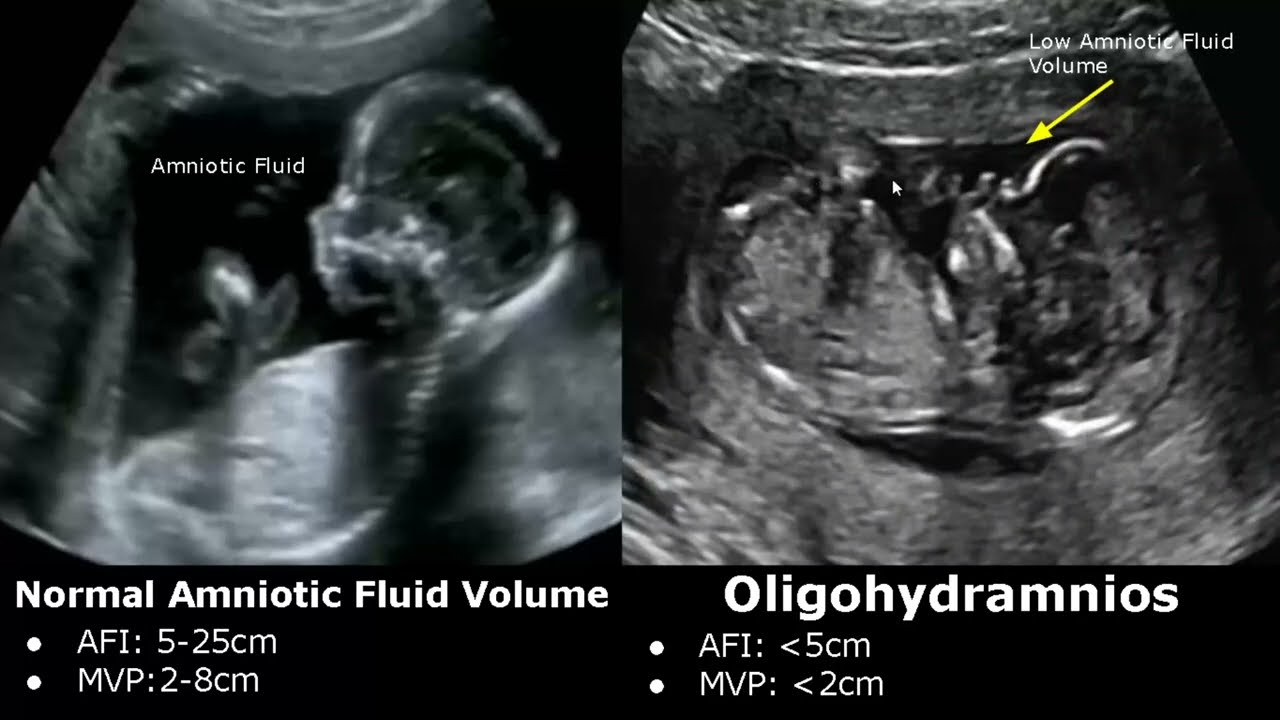 Amniotic Fluid
Low Amniotic Fluid
Volume
Normal Amniotic Fluid Volume
• AFI: 5-25cm
• MVP:2-8cm
Oligohydramnios
• AFI: <5cm
• MVP: <2cm